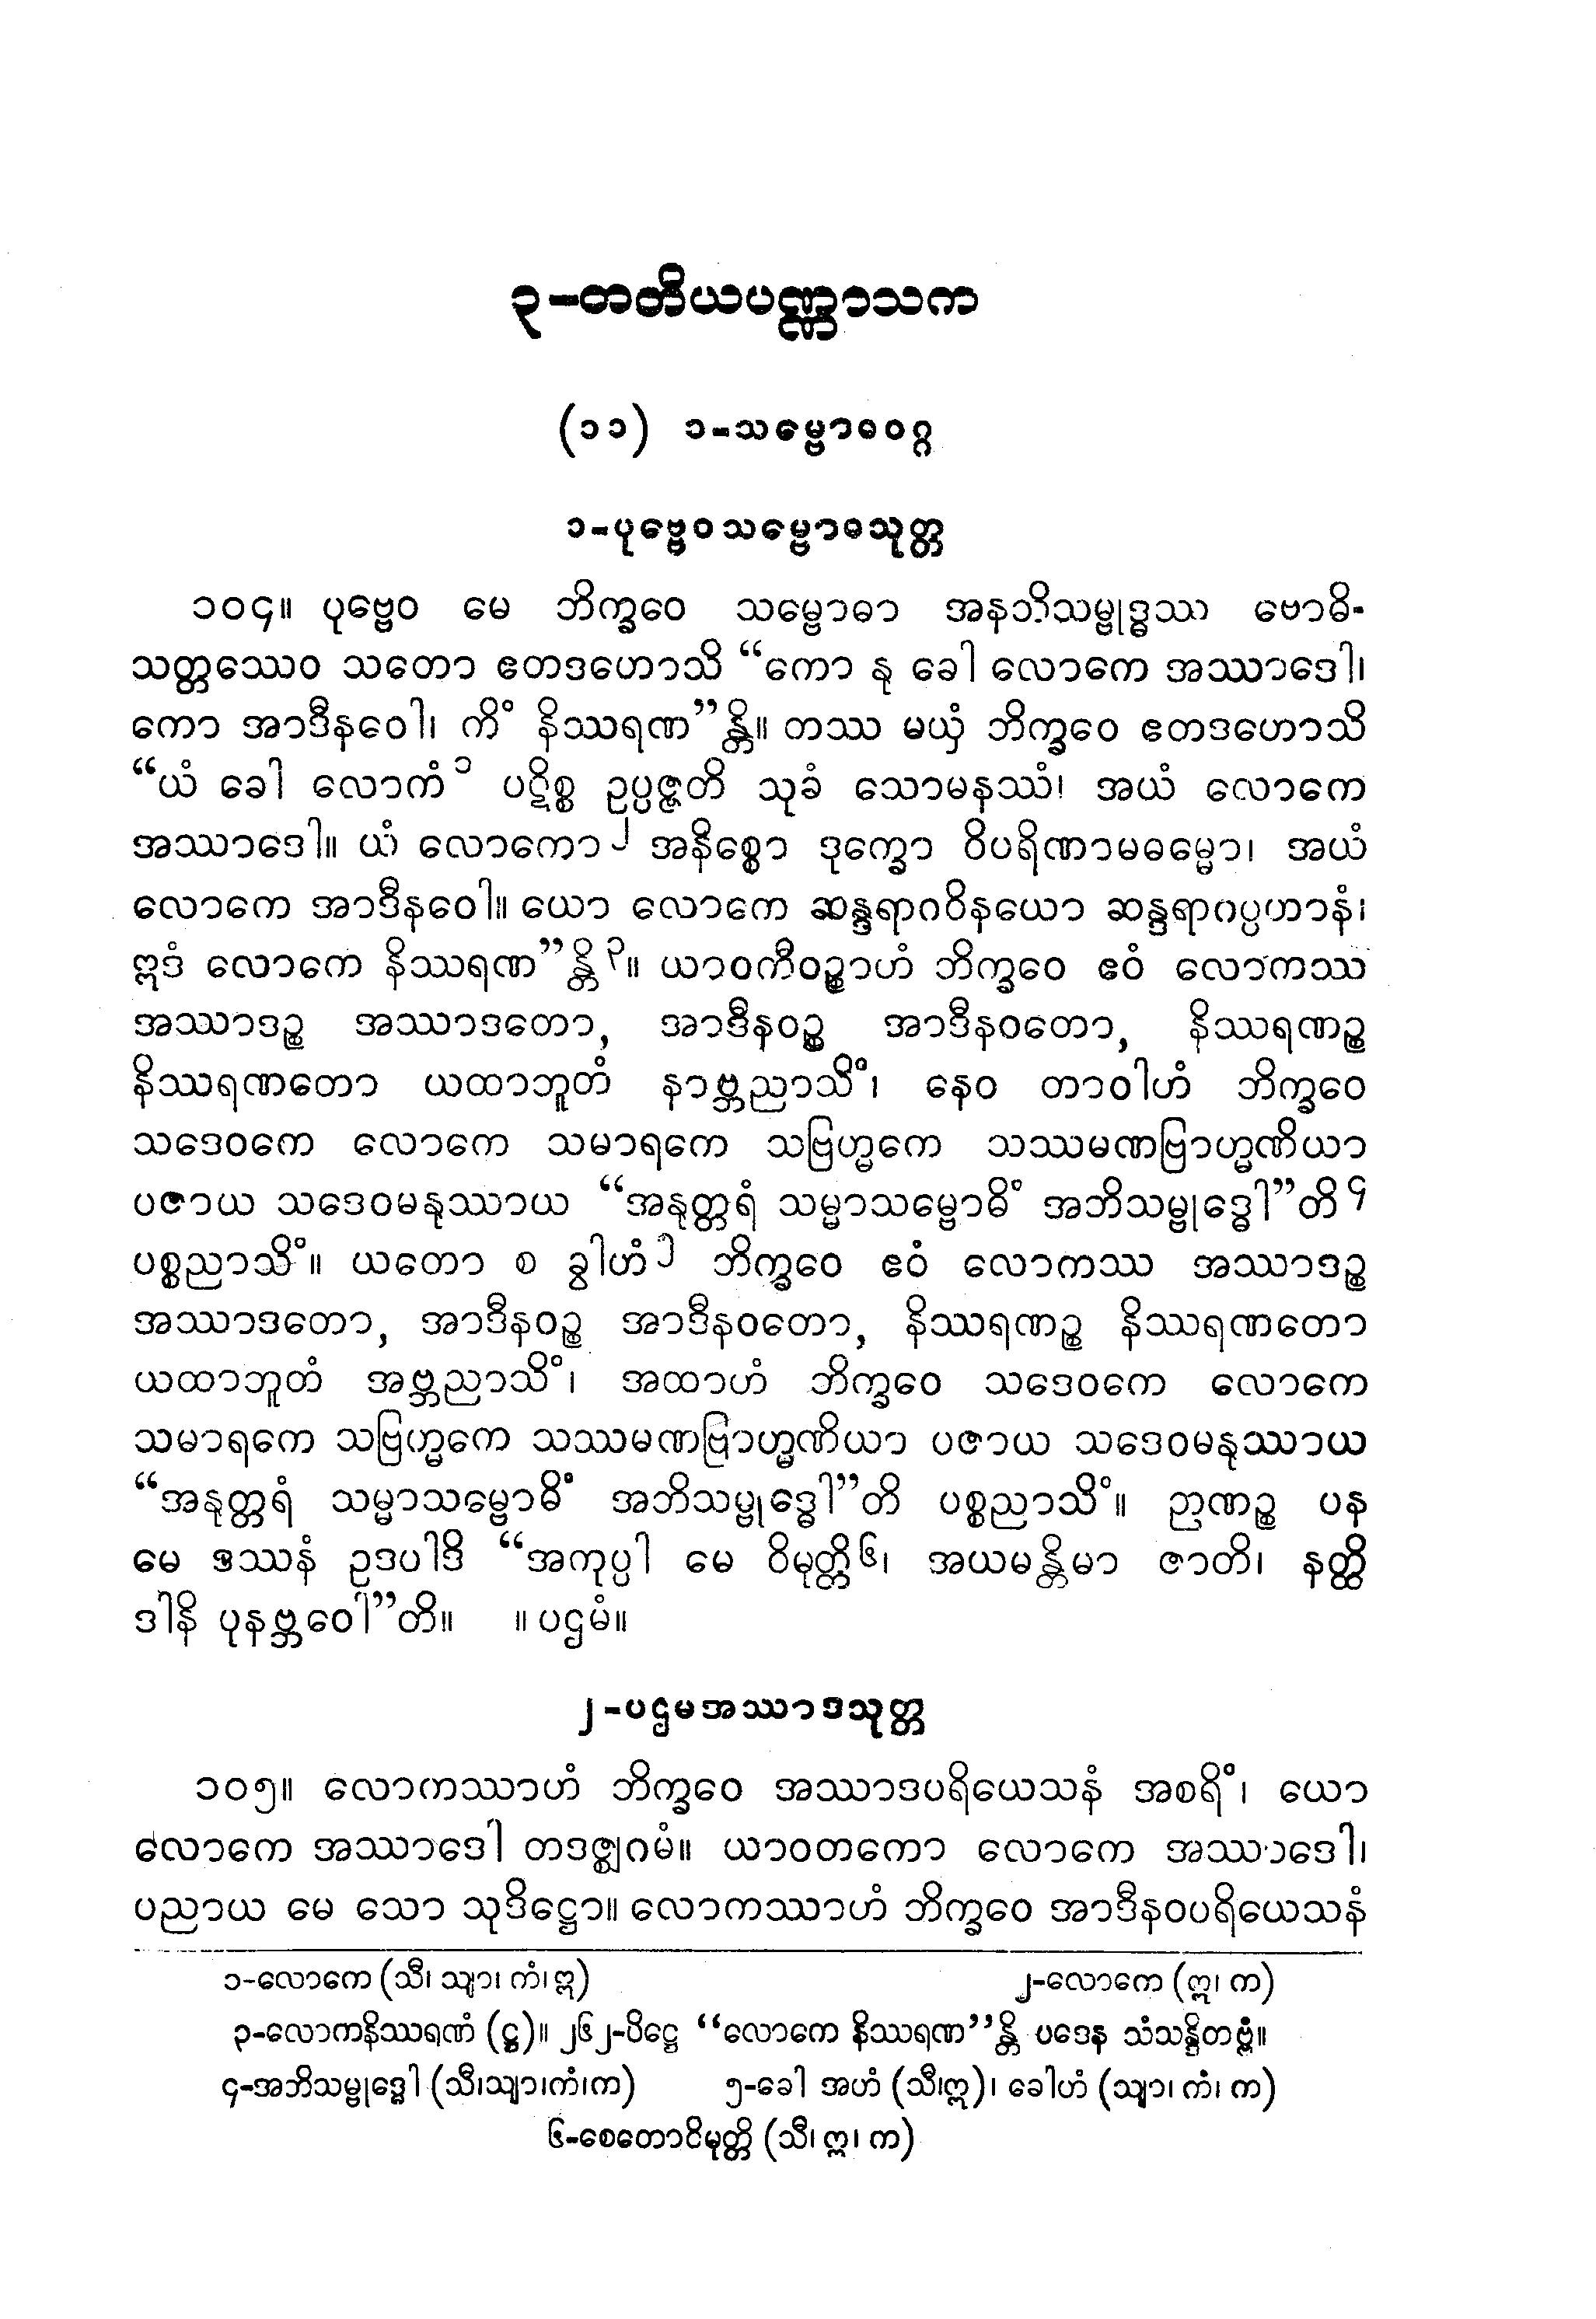 ၃-တတိယပဏ္ဏာသက
(၁၁) ၁-သမ္ဗောဓဝဂ္ဂ
၁-ပုဗ္ဗေဝသမ္ဗောဓသုတ္တ
၁၀၄။ ပုဗ္ဗေဝ မေ ဘိက္ခဝေ သမ္ဗောဓာ အနဘိသမ္ဗုဒ္ဓဿ ဗောဓိ-
သတ္တဿေဝ သတော ဧတဒဟောသိ “ကော နု ခေါ လောကေ အဿာဒေါ၊
ကော အာဒီနဝေါ၊ ကိံ နိဿရဏ”န္တိ။ တဿ မယှံ ဘိက္ခဝေ ဧတဒဟောသိ
“ယံ ခေါ လောကံ ၁ ပဋိစ္စ ဥပ္ပဇ္ဇတိ သုခံ သောမနဿံ၊ အယံ လောကေ
အဿာဒေါ။ ယံ လောကော ၂ အနိစ္စော ဒုက္ခော ဝိပရိဏာမဓမ္မော၊ အယံ
လောကေ အာဒီနဝေါ။ ယော လောကေ ဆန္ဒရာဂဝိနယော ဆန္ဒရာဂပ္ပဟာနံ၊
ဣဒံ လောကေ နိဿရဏ”န္တိ ၃။ ယာဝကီဝဉ္စာဟံ ဘိက္ခဝေ ဧဝံ လောကဿ
အဿာဒဉ္စ အဿာဒတော, အာဒီနဝဉ္စ အာဒီနဝတော, နိဿရဏဉ္စ
နိဿရဏတော ယထာဘူတံ နာဗ္ဘညာသိံ၊ နေဝ တာဝါဟံ ဘိက္ခဝေ
သဒေဝကေ လောကေ သမာရကေ သဗြဟ္မကေ သဿမဏဗြာဟ္မဏိယာ
ပဇာယ သဒေဝမနုဿာယ “အနုတ္တရံ သမ္မာသမ္ဗောဓိံ အဘိသမ္ဗုဒ္ဓေါ”တိ ၄
ပစ္စညာသိံ။ ယတော စ ခွါဟံ ၅ ဘိက္ခဝေ ဧဝံ လောကဿ အဿာဒဉ္စ
အဿာဒတော, အာဒီနဝဉ္စ အာဒီနဝတော, နိဿရဏဉ္စ နိဿရဏတော
ယထာဘူတံ အဗ္ဘညာသိံ၊ အထာဟံ ဘိက္ခဝေ သဒေဝကေ လောကေ
သမာရကေ သဗြဟ္မကေ သဿမဏဗြာဟ္မဏိယာ ပဇာယ သဒေဝမနုဿာယ
“အနုတ္တရံ သမ္မာသမ္ဗောဓိံ အဘိသမ္ဗုဒ္ဓေါ”တိ ပစ္စညာသိံ။ ဉာဏဉ္စ ပန
မေ ဒဿနံ ဥဒပါဒိ “အကုပ္ပါ မေ ဝိမုတ္တိ၆၊ အယမန္တိမာ ဇာတိ၊ နတ္ထိ
ဒါနိ ပုနဗ္ဘဝေါ”တိ။ ။ ပဌမံ။
၂-ပဌမအဿာဒသုတ္တ
၁၀၅။ လောကဿာဟံ ဘိက္ခဝေ အဿာဒပရိယေသနံ အစရိံ၊ ယော
လောကေ အဿာဒေါ တဒဇ္ဈဂမံ။ ယာဝတကော လောကေ အဿာဒေါ၊
ပညာယ မေ သော သုဒိဋ္ဌော။ လောကဿာဟံ ဘိက္ခဝေ အာဒီနဝပရိယေသနံ
၁-လောကေ (သီ၊ သျာ၊ ကံ၊ ဣ) ၂-လောကေ (ဣ၊ က)
၃-လောကနိဿရဏံ (ဋ္ဌ)။ ၂၆၂-ပိဋ္ဌေ “လောကေ နိဿရဏ”န္တိ ပဒေန သံသန္ဒိတဗ္ဗံ။
၄-အဘိသမ္ဗုဒ္ဓေါ (သီ၊သျာ၊ကံ၊က) ၅-ခေါ အဟံ (သီ၊ဣ)၊ ခေါဟံ (သျာ၊ ကံ၊ က)
၆-စေတောဝိမုတ္တိ (သီ၊ ဣ၊ က)